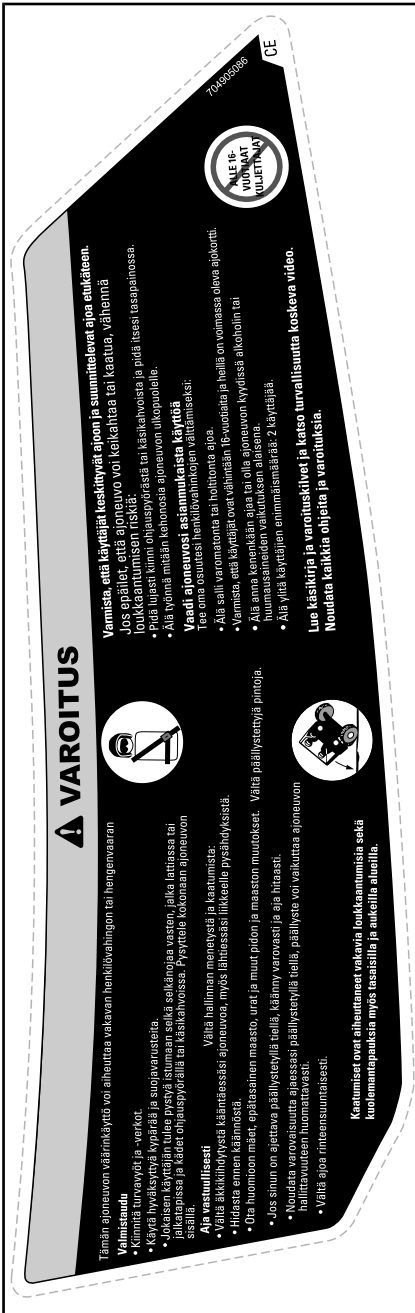 VAROITUS
Tämän ajoneuvon väärinkäyttö voi aiheuttaa vakavan henkilövahingon tai hengenvaaran
Valmistaudu
• Kiinnitä turvavyöt ja -verkot.
• Käytä hyväksyttyä kypärää ja suojavarusteita.
• Jokaisen käyttäjän tulee pystyä istumaan selkä selkänojaa vasten, jalka lattiassa tai
jalkatapissa ja kädet ohjauspyörällä tai käsikahvoissa. Pysyttele kokonaan ajoneuvon
sisällä.
Aja vastuullisesti
Vältä hallinnan menetystä ja kaatumista:
• Vältä äkkikiihdytystä kääntäessäsi ajoneuvoa, myös lähtiessäsi liikkeelle pysähdyksistä.
• Hidasta ennen käännöstä.
• Ota huomioon mäet, epätasainen maasto, urat ja muut pidon ja maaston muutokset. Vältä päällystettyjä pintoja.
• Jos sinun on ajettava päällystetyllä tiellä, käänny varovasti ja aja hitaasti.
• Noudata varovaisuutta ajaessasi päällystetyllä tiellä, päällyste voi vaikuttaa ajoneuvon
hallittavuuteen huomattavasti.
• Vältä ajoa rinteensuuntaisesti.
Kaatumiset ovat aiheuttaneet vakavia loukkaantumisia sekä
kuolemantapauksia myös tasaisilla ja aukeilla alueilla.
Varmista, että käyttäjät keskittyvät ajoon ja suunnittelevat ajoa etukäteen.
Jos epäilet, että ajoneuvo voi keikahtaa tai kaatua, vähennä
loukkaantumisen riskiä:
• Pidä lujasti kiinni ohjauspyörästä tai käsikahvoista ja pidä itsesi tasapainossa.
• Älä työnnä mitään kohonosia ajoneuvon ulkopuolelle.
Vaadi ajoneuvosi asianmukaista käyttöä
Tee oma osuutesi henkilövahinkojen välttämiseksi:
• Älä salli varomatonta tai holtitonta ajoa.
• Varmista, että käyttäjät ovat vähintään 16-vuotiaita ja heillä on voimassa oleva ajokortti.
• Älä anna kenenkään ajaa tai olla ajoneuvon kyydissä alkoholin tai
huumausaineiden vaikutuksen alaisena.
• Älä ylitä käyttäjien enimmäismäärää: 2 käyttäjää.
Lue käsikirja ja varoituskilvet ja katso turvallisuutta koskeva video.
Noudata kaikkia ohjeita ja varoituksia.
ALLE 16-
VUOTIAAT
KULJETTAJAT
704905086
CE